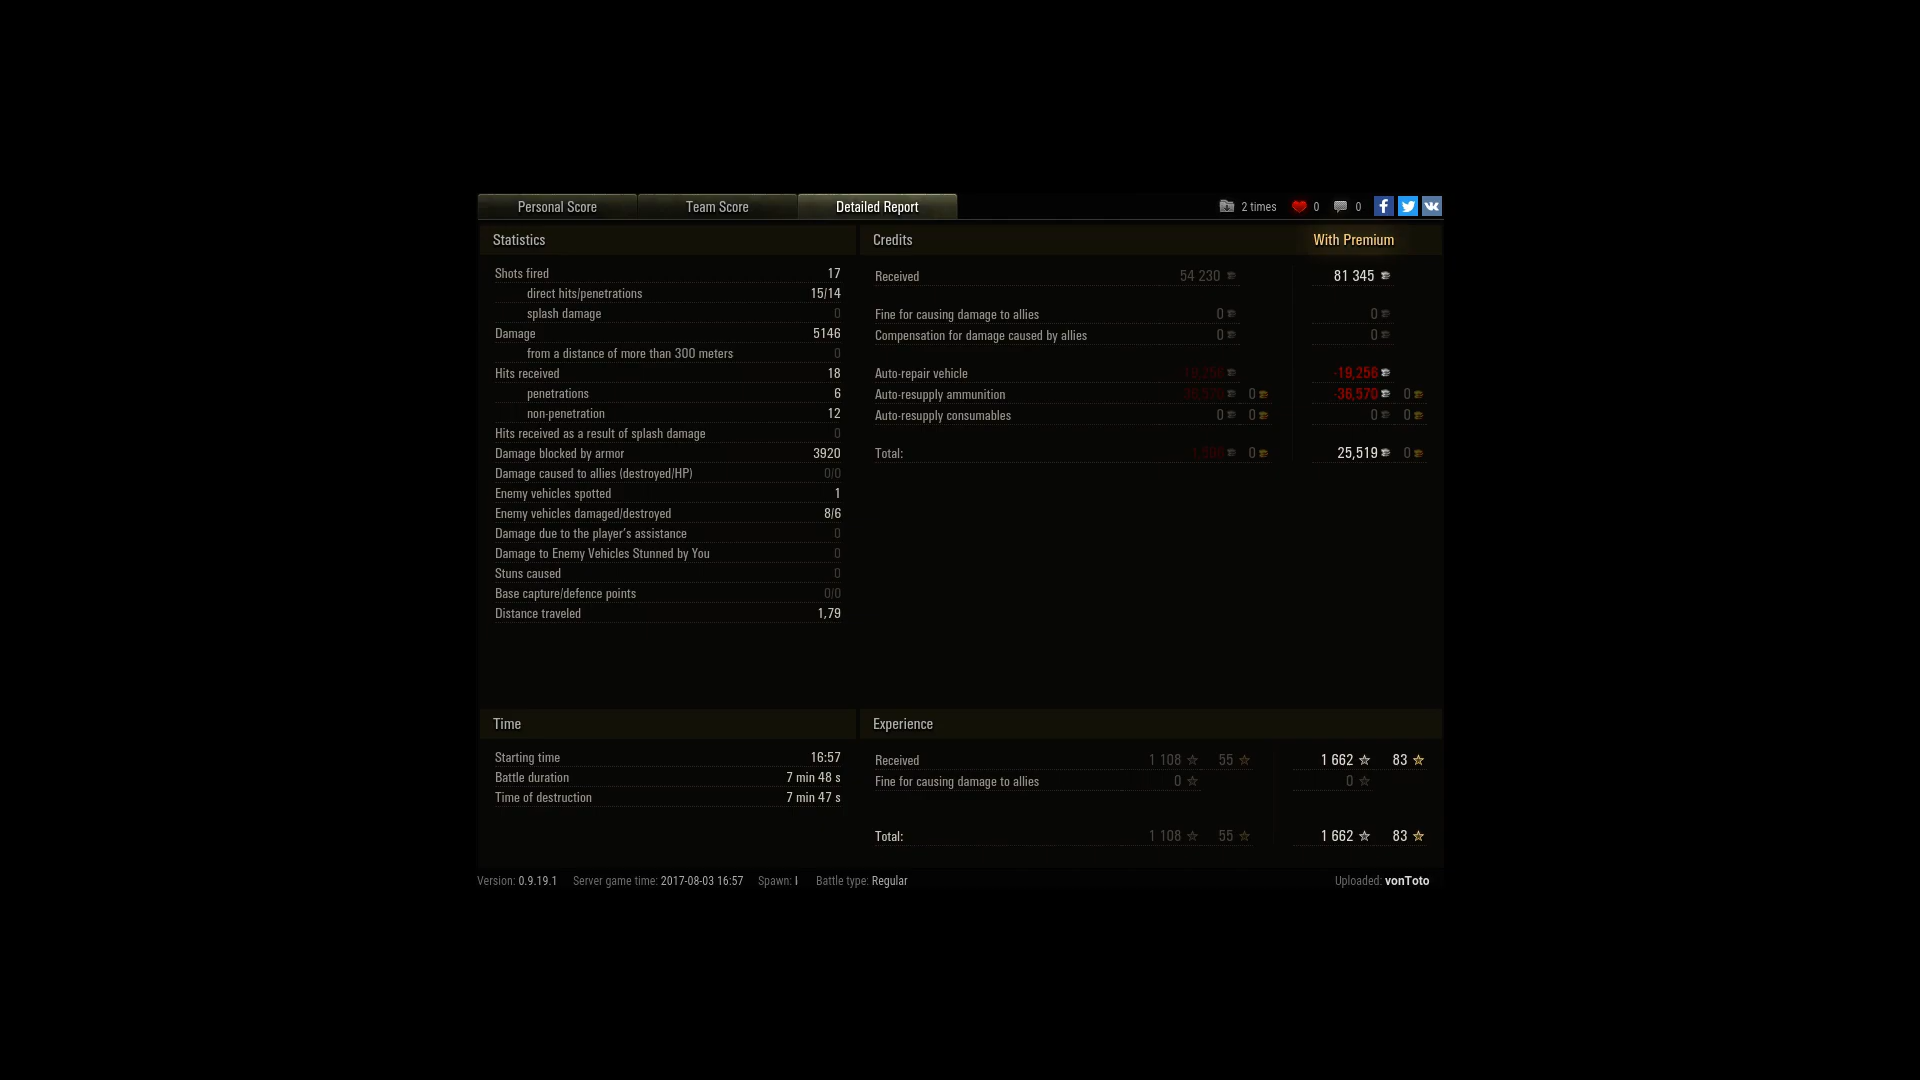 Personal Score Team Score Detailed Report 2 times 0 0
Statistics
Shots fired 17
direct hits/penetrations 15/14
splash damage 0
Damage 5146
from a distance of more than 300 meters 0
Hits received 18
penetrations 6
non-penetration 12
Hits received as a result of splash damage 0
Damage blocked by armor 3920
Damage caused to allies (destroyed/HP) 0/0
Enemy vehicles spotted 1
Enemy vehicles damaged/destroyed 8/6
Damage due to the player's assistance 0
Damage to Enemy Vehicles Stunned by You 0
Stuns caused 0
Base capture/defence points 0/0
Distance traveled 1,79
Credits With Premium
Received 54 230 81 345
Fine for causing damage to allies 0 0
Compensation for damage caused by allies 0 0
Auto-repair vehicle -19,256 -19,256
Auto-resupply ammunition -36,570 0 -36,570 0
Auto-resupply consumables 0 0 0 0
Total: 0 25,519 0
Time
Starting time 16:57
Battle duration 7 min 48 s
Time of destruction 7 min 47 s
Experience
Received 1 108 55 1 662 83
Fine for causing damage to allies 0 0
Total: 1 108 55 1 662 83
Version: 0.9.19.1 Server game time: 2017-08-03 16:57 Spawn: I Battle type: Regular Uploaded: vonToto